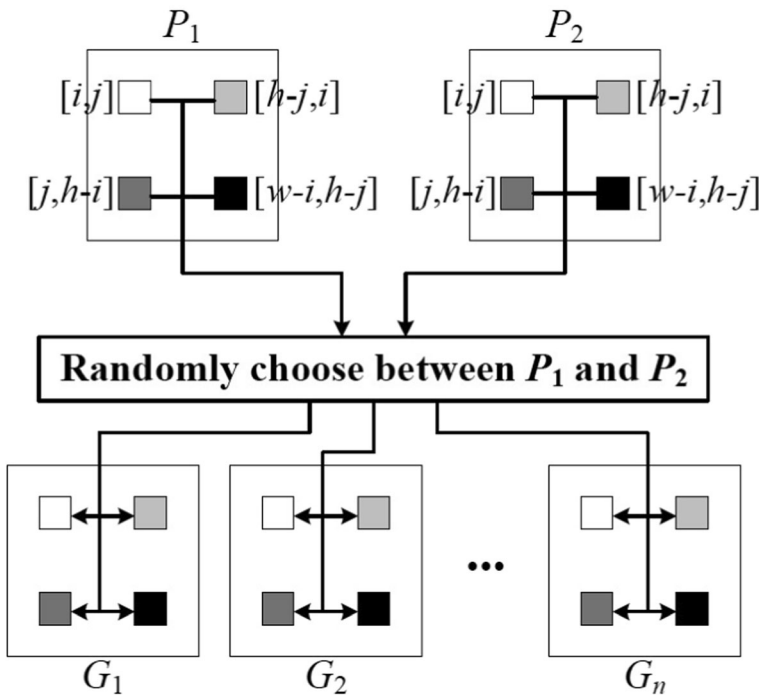 P1 P2
[i,j] [h-j,i] [i,j] [h-j,i]
[j,h-i] [w-i,h-j] [j,h-i] [w-i,h-j]
Randomly choose between P1 and P2
...
G1 G2 Gn